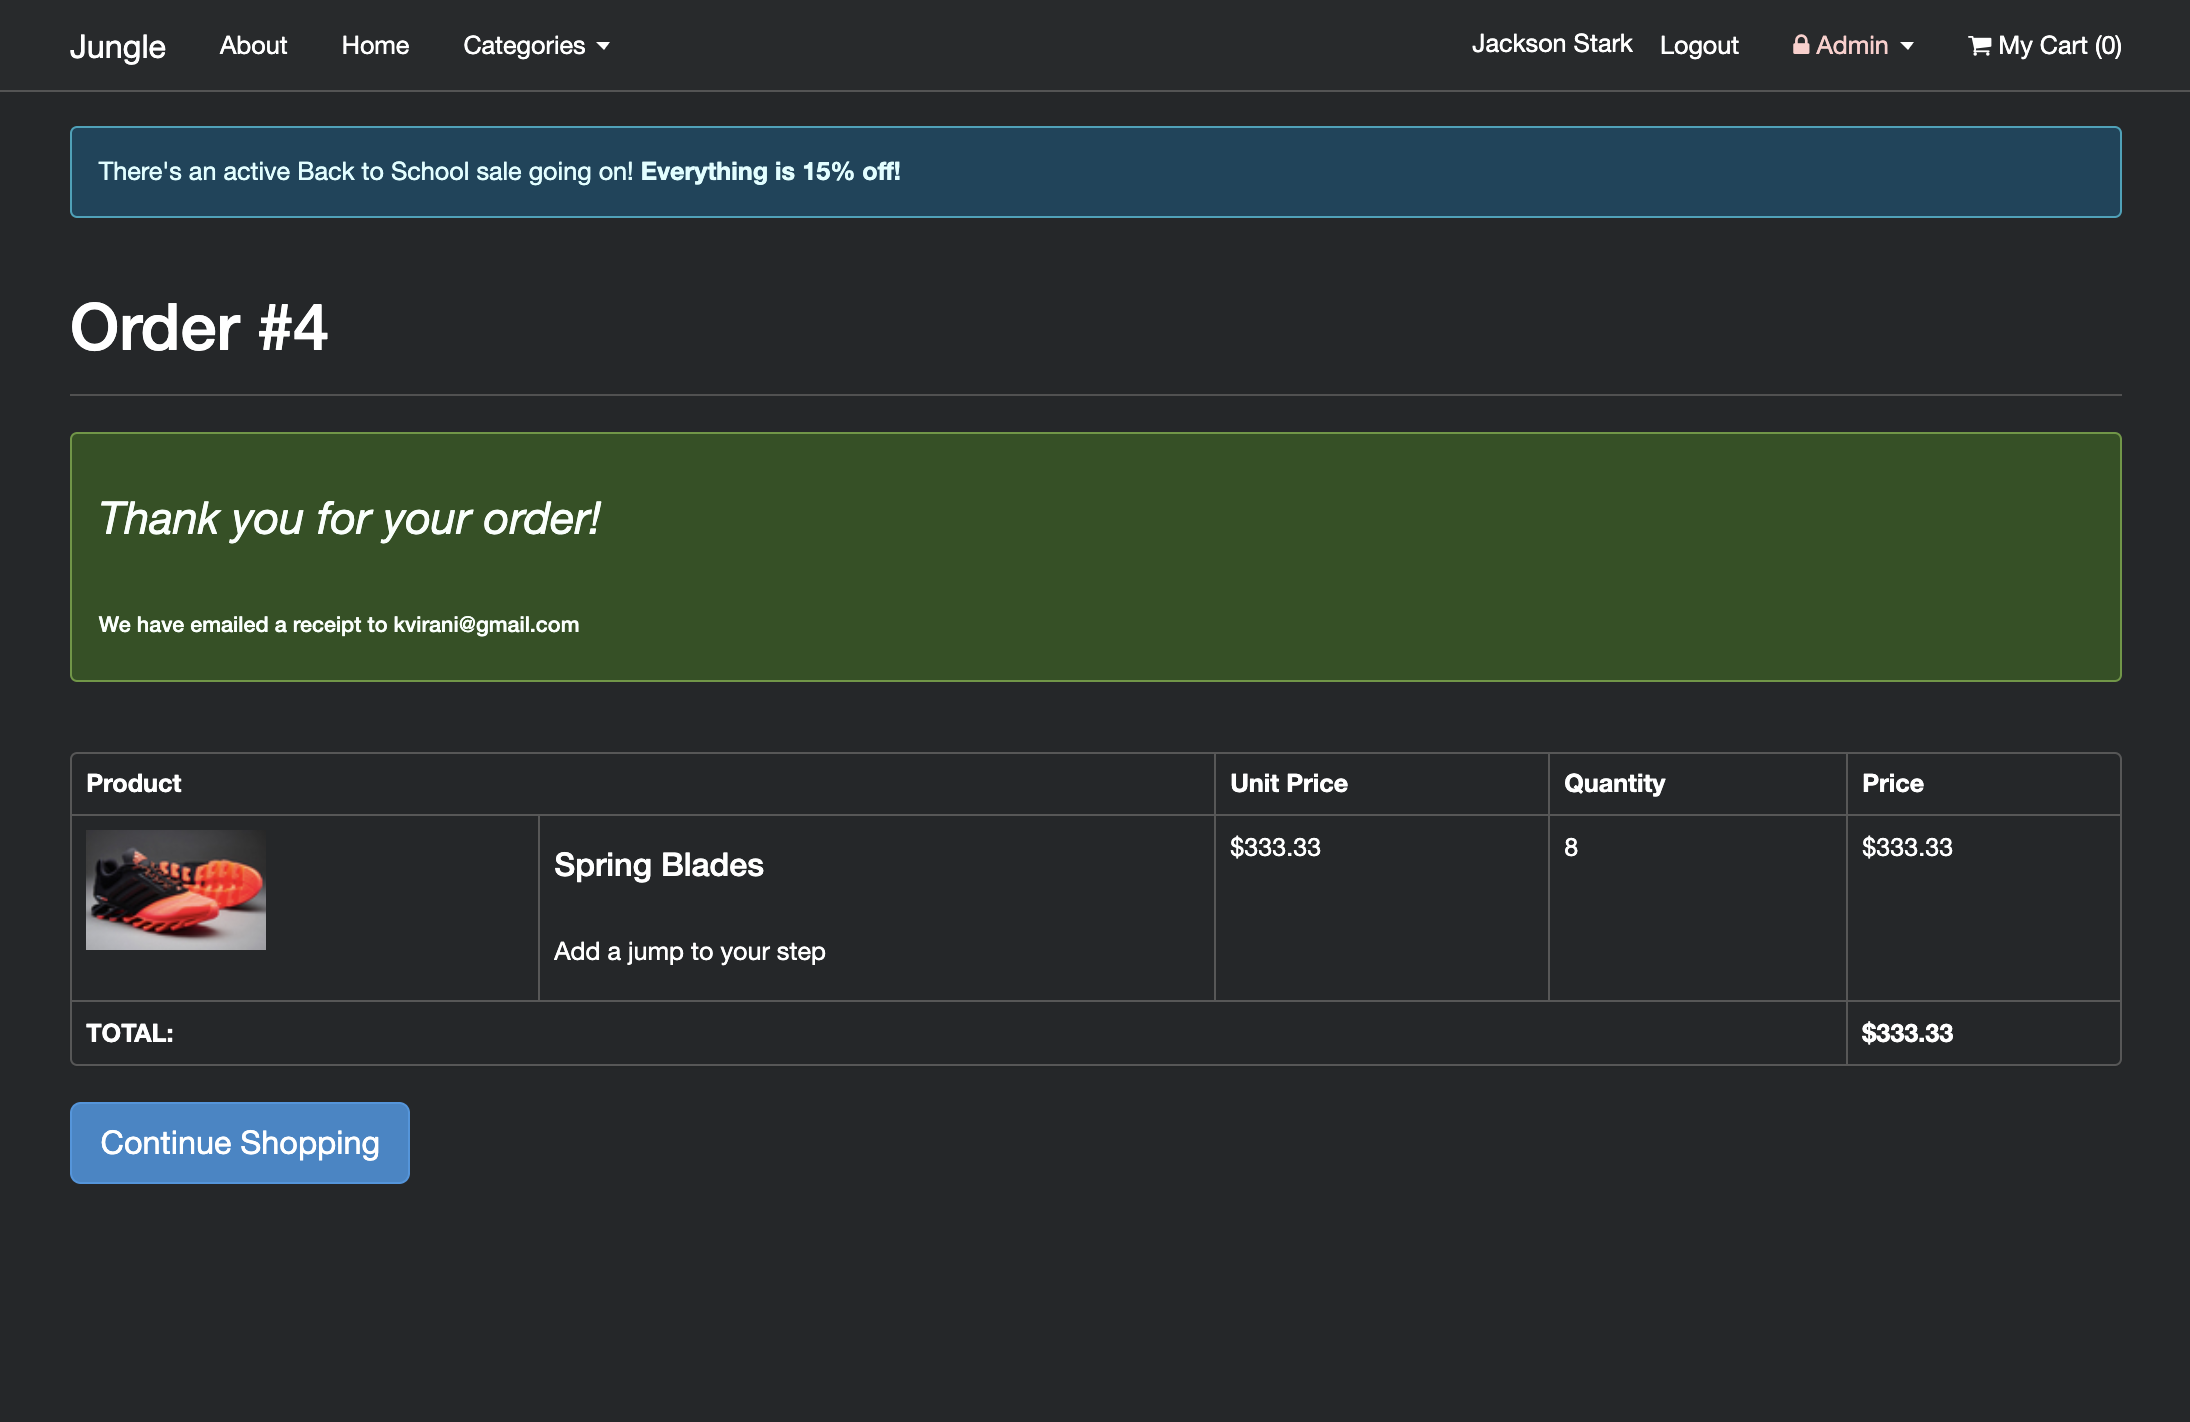 Jungle About Home Categories Jackson Stark Logout Admin My Cart (0)
There's an active Back to School sale going on! Everything is 15% off!
Order #4
Thank you for your order!
We have emailed a receipt to kvirani@gmail.com
Product Unit Price Quantity Price
Spring Blades $333.33 8 $333.33
Add a jump to your step
TOTAL: $333.33
Continue Shopping